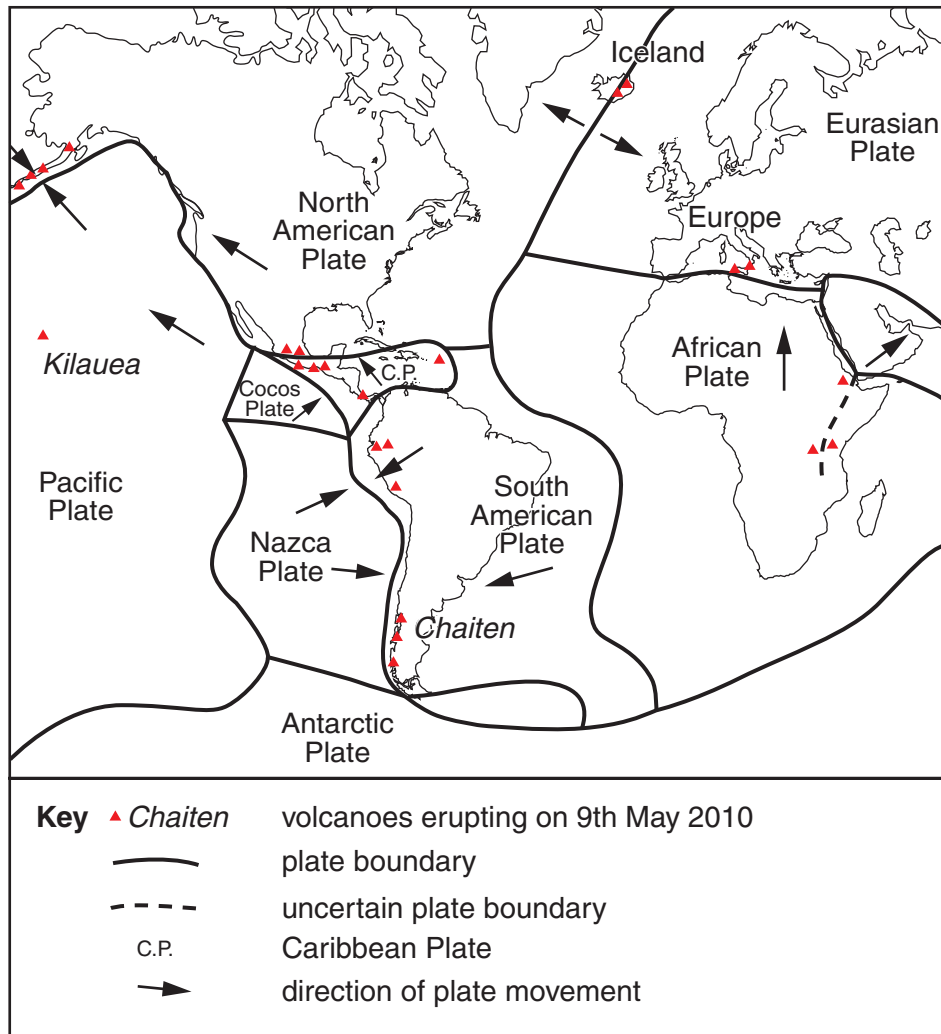 Iceland
Eurasian
Plate
North
American
Plate
Europe
Kilauea
African
Plate
C.P.
Cocos
Plate
Pacific
Plate
South
American
Plate
Nazca
Plate
Chaiten
Antarctic
Plate
Key Chaiten volcanoes erupting on 9th May 2010
plate boundary
uncertain plate boundary
C.P. Caribbean Plate
direction of plate movement